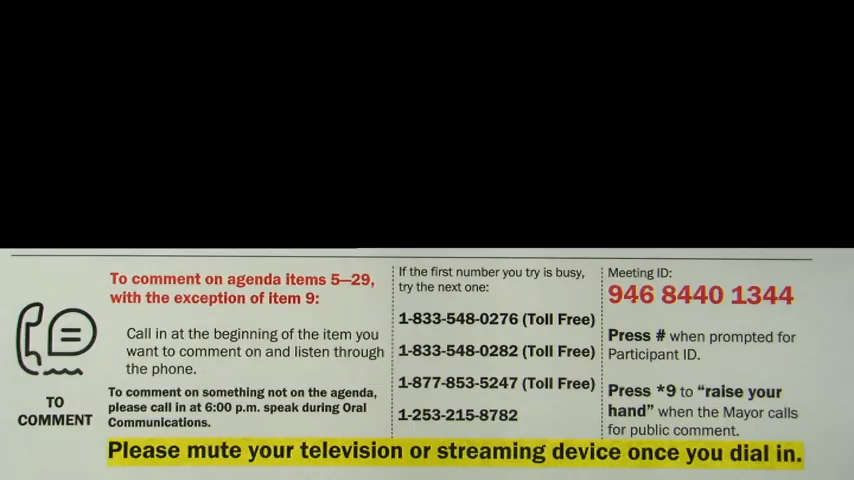 To comment on agenda items 5—29,
with the exception of item 9:
Call in at the beginning of the item you
want to comment on and listen through
the phone.
To comment on something not on the agenda,
please call in at 6:00 p.m. speak during Oral
Communications.
TO
COMMENT
If the first number you try is busy,
try the next one:
1-833-548-0276 (Toll Free)
1-833-548-0282 (Toll Free)
1-877-853-5247 (Toll Free)
1-253-215-8782
Meeting ID:
946 8440 1344
Press # when prompted for
Participant ID.
Press *9 to “raise your
hand” when the Mayor calls
for public comment.
Please mute your television or streaming device once you dial in.